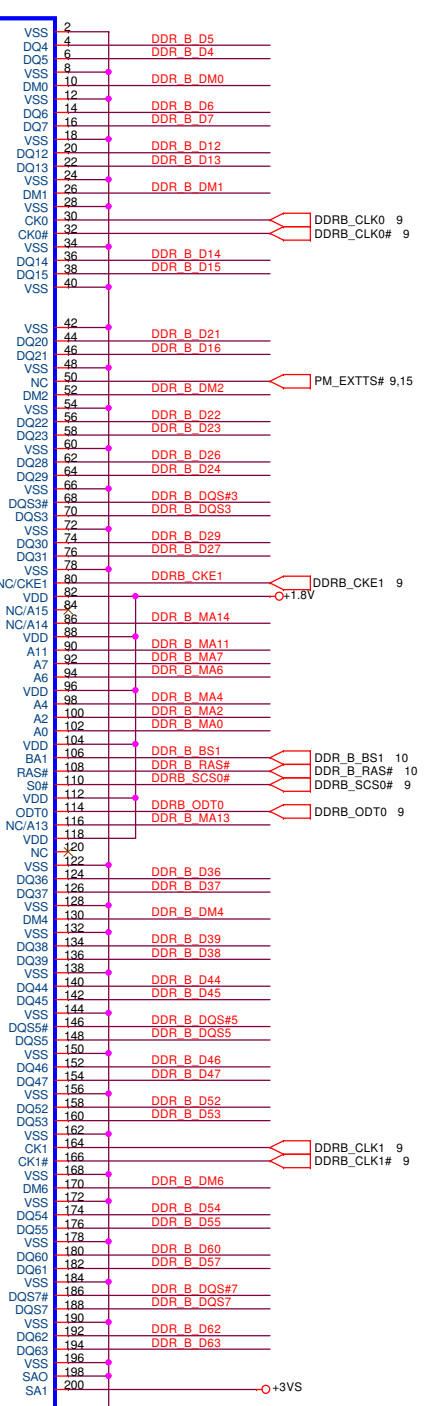 VSS 2
DQ4 4 DDR_B_D5
DQ5 6 DDR_B_D4
VSS 8
DM0 10 DDR_B_DM0
VSS 12
DQ6 14 DDR_B_D6
DQ7 16 DDR_B_D7
VSS 18
DQ12 20 DDR_B_D12
DQ13 22 DDR_B_D13
VSS 24
DM1 26 DDR_B_DM1
VSS 28
CK0 30 DDRB_CLK0 9
CK0# 32 DDRB_CLK0# 9
VSS 34
DQ14 36 DDR_B_D14
DQ15 38 DDR_B_D15
VSS 40
VSS 42
DQ20 44 DDR_B_D21
DQ21 46 DDR_B_D16
VSS 48
NC 50 PM_EXTTS# 9,15
DM2 52 DDR_B_DM2
VSS 54
DQ22 56 DDR_B_D22
DQ23 58 DDR_B_D23
VSS 60
DQ28 62 DDR_B_D26
DQ29 64 DDR_B_D24
VSS 66
DQS3# 68 DDR_B_DQS#3
DQS3 70 DDR_B_DQS3
VSS 72
DQ30 74 DDR_B_D29
DQ31 76 DDR_B_D27
VSS 78
NC/CKE1 80 DDRB_CKE1 DDRB_CKE1 9
VDD 82 +1.8V
NC/A15 84
NC/A14 86 DDR_B_MA14
VDD 88
A11 90 DDR_B_MA11
A7 92 DDR_B_MA7
A6 94 DDR_B_MA6
VDD 96
A4 98 DDR_B_MA4
A2 100 DDR_B_MA2
A0 102 DDR_B_MA0
VDD 104
BA1 106 DDR_B_BS1 DDR_B_BS1 10
RAS# 108 DDR_B_RAS# DDR_B_RAS# 10
S0# 110 DDRB_SCS0# DDRB_SCS0# 9
VDD 112
ODT0 114 DDRB_ODT0 DDRB_ODT0 9
NC/A13 116 DDR_B_MA13
VDD 118
NC 120
VSS 122
DQ36 124 DDR_B_D36
DQ37 126 DDR_B_D37
VSS 128
DM4 130 DDR_B_DM4
VSS 132
DQ38 134 DDR_B_D39
DQ39 136 DDR_B_D38
VSS 138
DQ44 140 DDR_B_D44
DQ45 142 DDR_B_D45
VSS 144
DQS5# 146 DDR_B_DQS#5
DQS5 148 DDR_B_DQS5
VSS 150
DQ46 152 DDR_B_D46
DQ47 154 DDR_B_D47
VSS 156
DQ52 158 DDR_B_D52
DQ53 160 DDR_B_D53
VSS 162
CK1 164 DDRB_CLK1 9
CK1# 166 DDRB_CLK1# 9
VSS 168
DM6 170 DDR_B_DM6
VSS 172
DQ54 174 DDR_B_D54
DQ55 176 DDR_B_D55
VSS 178
DQ60 180 DDR_B_D60
DQ61 182 DDR_B_D57
VSS 184
DQS7# 186 DDR_B_DQS#7
DQS7 188 DDR_B_DQS7
VSS 190
DQ62 192 DDR_B_D62
DQ63 194 DDR_B_D63
VSS 196
SAO 198
SA1 200 +3VS